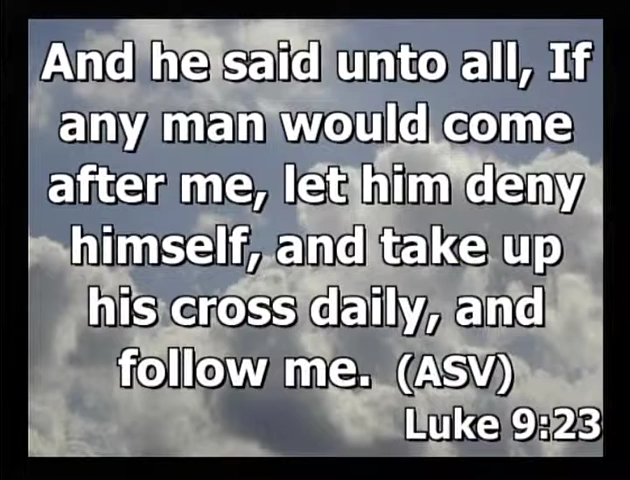 And he said unto all, If
any man would come
after me, let him deny
himself, and take up
his cross daily, and
follow me. (ASV)
Luke 9:23